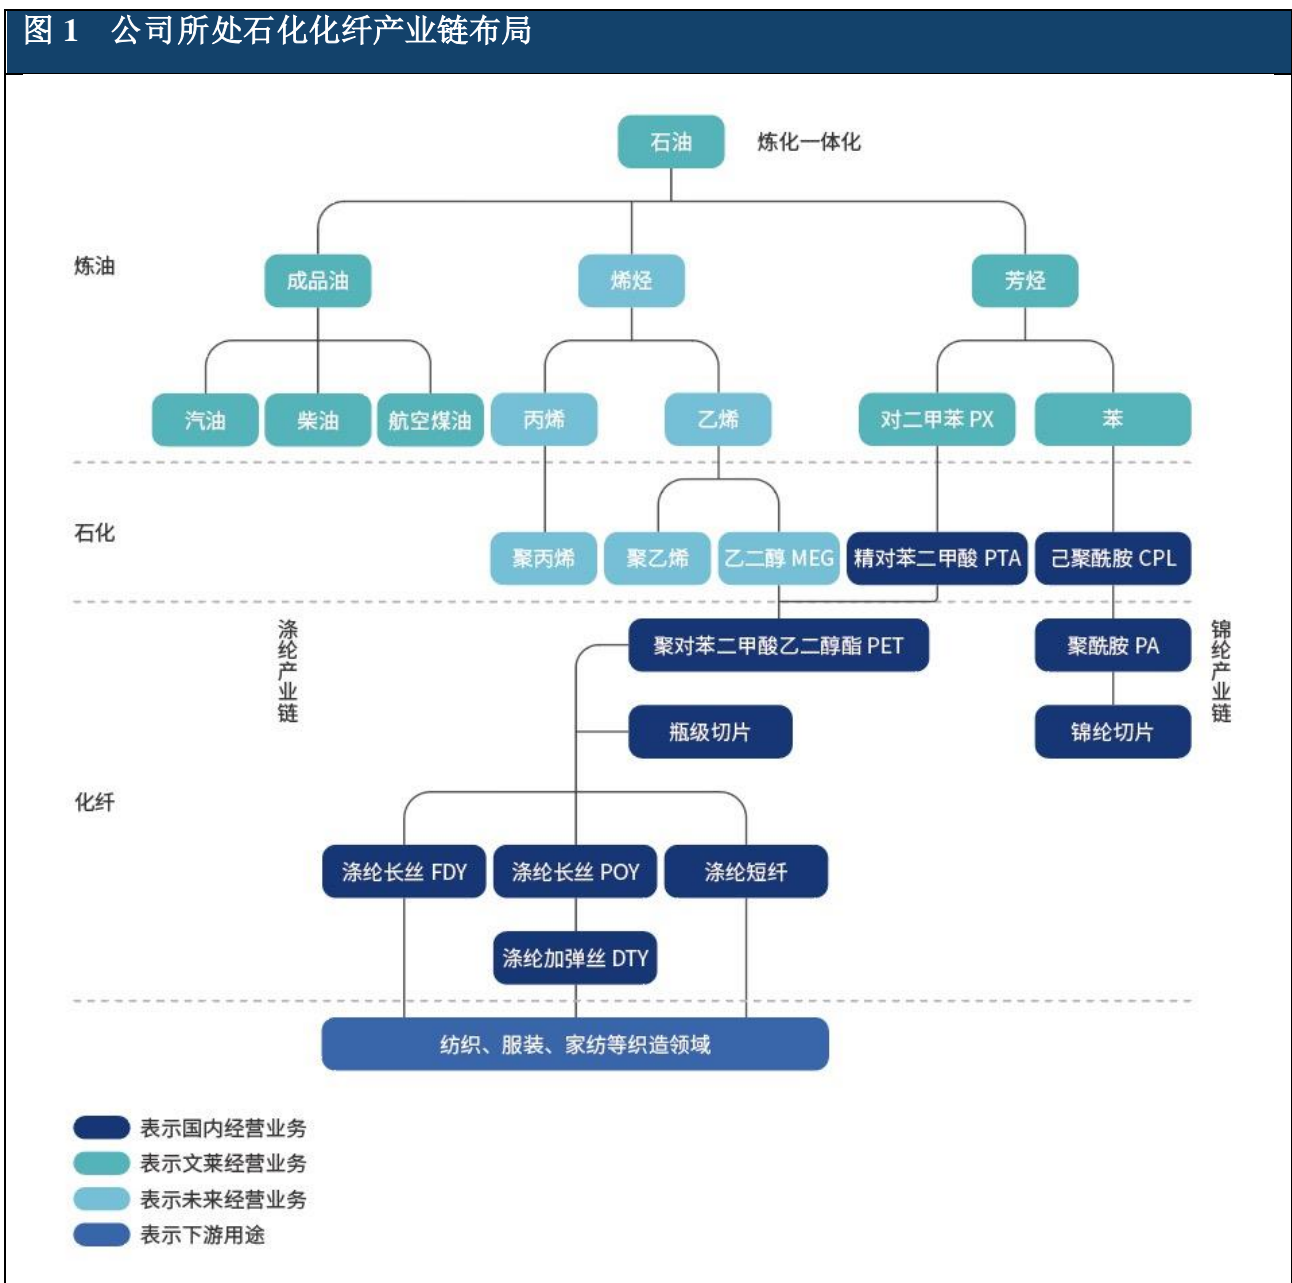 图 1 公司所处石化化纤产业链布局
石油
炼化一体化
炼油
成品油
烯烃
芳烃
汽油
柴油
航空煤油
丙烯
乙烯
对二甲苯 PX
苯
石化
聚丙烯
聚乙烯
乙二醇 MEG
精对苯二甲酸 PTA
己聚酰胺 CPL
涤纶产业链
聚对苯二甲酸乙二醇酯 PET
聚酰胺 PA
锦纶产业链
瓶级切片
锦纶切片
化纤
涤纶长丝 FDY
涤纶长丝 POY
涤纶短纤
涤纶加弹丝 DTY
纺织、服装、家纺等织造领域
表示国内经营业务
表示文莱经营业务
表示未来经营业务
表示下游用途